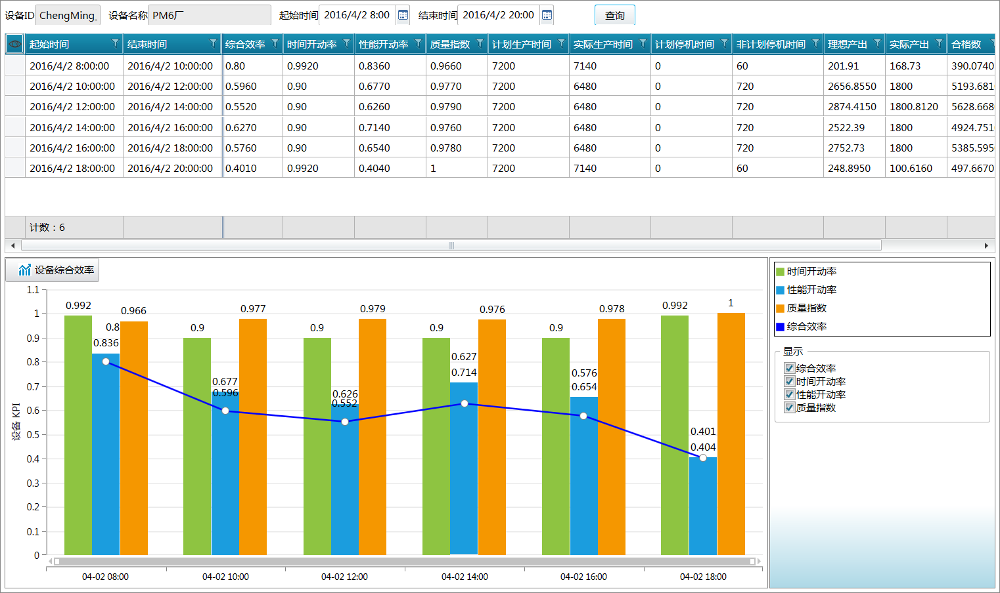 设备ID ChengMing_ 设备名称 PM6厂 起始时间 2016/4/2 8:00 结束时间 2016/4/2 20:00 查询
起始时间 结束时间 综合效率 时间开动率 性能开动率 质量指数 计划生产时间 实际生产时间 计划停机时间 非计划停机时间 理想产出 实际产出 合格数
2016/4/2 8:00:00 2016/4/2 10:00:00 0.80 0.9920 0.8360 0.9660 7200 7140 0 60 201.91 168.73 390.0740
2016/4/2 10:00:00 2016/4/2 12:00:00 0.5960 0.90 0.6770 0.9770 7200 6480 0 720 2656.8550 1800 5193.681
2016/4/2 12:00:00 2016/4/2 14:00:00 0.5520 0.90 0.6260 0.9790 7200 6480 0 720 2874.4150 1800.8120 5628.668
2016/4/2 14:00:00 2016/4/2 16:00:00 0.6270 0.90 0.7140 0.9760 7200 6480 0 720 2522.39 1800 4924.751
2016/4/2 16:00:00 2016/4/2 18:00:00 0.5760 0.90 0.6540 0.9780 7200 6480 0 720 2752.73 1800 5385.595
2016/4/2 18:00:00 2016/4/2 20:00:00 0.4010 0.9920 0.4040 1 7200 7140 0 60 248.8950 100.6160 497.6670
计数：6
设备综合效率
设备 KPI
1.1
1
0.9
0.8
0.7
0.6
0.5
0.4
0.3
0.2
0.1
0
0.992 0.8 0.836 0.966
0.9 0.677 0.596 0.977
0.9 0.626 0.552 0.979
0.9 0.627 0.714 0.976
0.9 0.576 0.654 0.978
0.992 0.401 0.404 1
04-02 08:00 04-02 10:00 04-02 12:00 04-02 14:00 04-02 16:00 04-02 18:00
时间开动率
性能开动率
质量指数
综合效率
显示
综合效率
时间开动率
性能开动率
质量指数